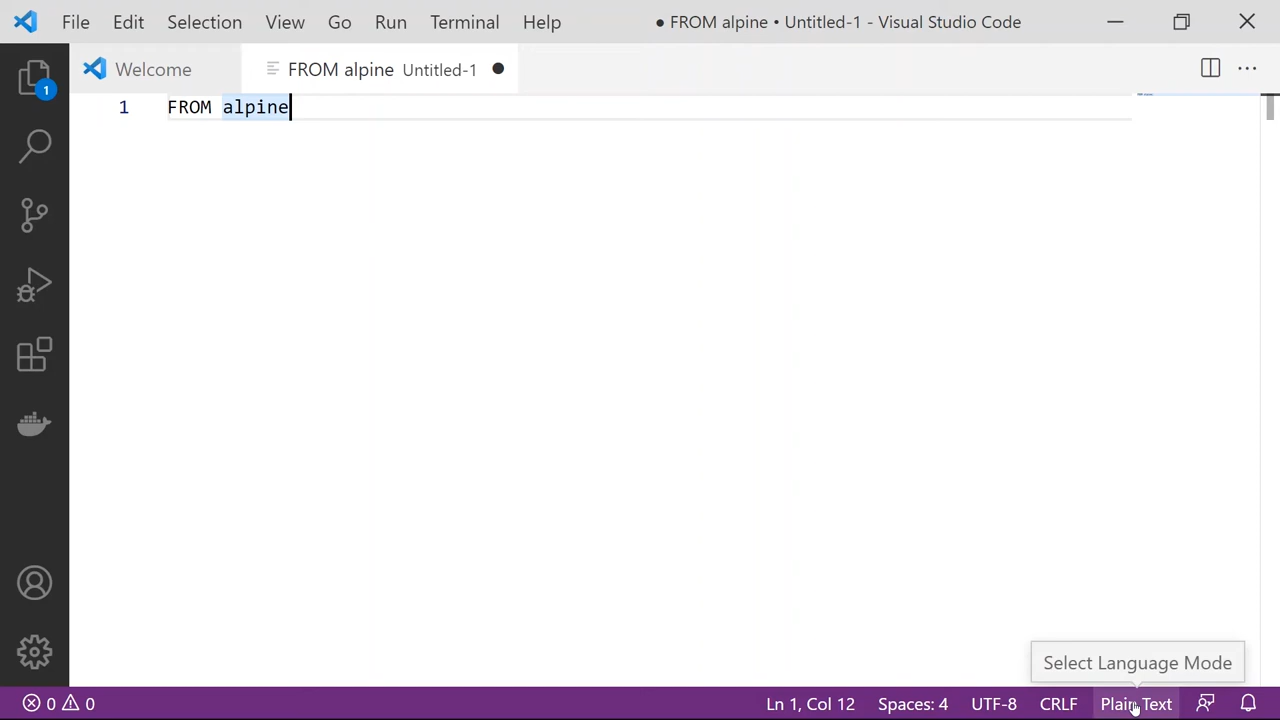 File Edit Selection View Go Run Terminal Help ● FROM alpine • Untitled-1 - Visual Studio Code
Welcome FROM alpine Untitled-1
1
1 FROM alpine
Select Language Mode
0 0 Ln 1, Col 12 Spaces: 4 UTF-8 CRLF Plain Text